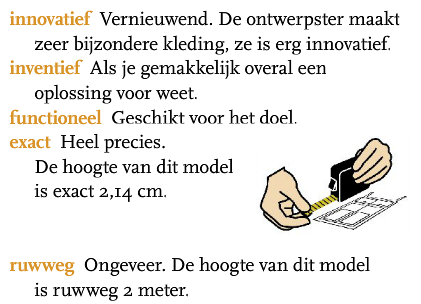 innovatief Vernieuwend. De ontwerpster maakt
zeer bijzondere kleding, ze is erg innovatief.
inventief Als je gemakkelijk overal een
oplossing voor weet.
functioneel Geschikt voor het doel.
exact Heel precies.
De hoogte van dit model
is exact 2,14 cm.
ruwweg Ongeveer. De hoogte van dit model
is ruwweg 2 meter.